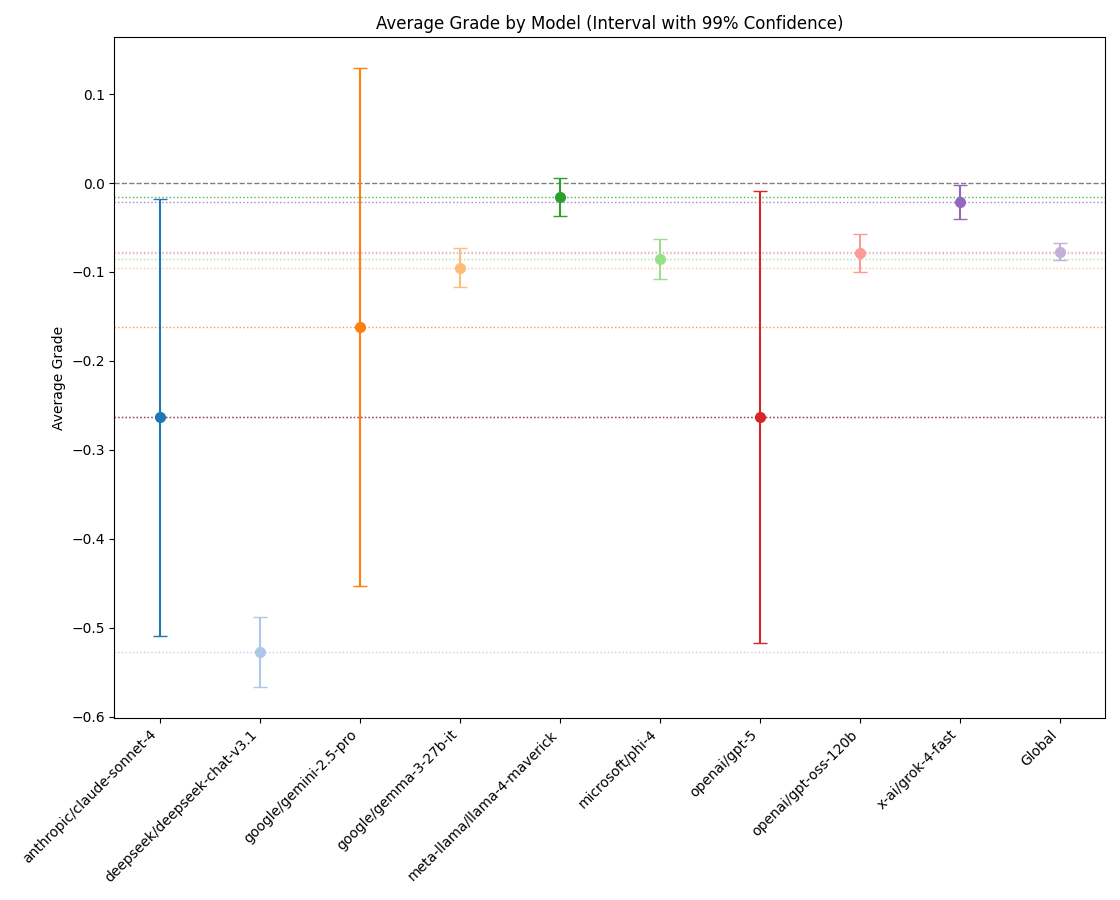 Average Grade by Model (Interval with 99% Confidence)
Average Grade
0.1
0.0
−0.1
−0.2
−0.3
−0.4
−0.5
−0.6
anthropic/claude-sonnet-4
deepseek/deepseek-chat-v3.1
google/gemini-2.5-pro
google/gemma-3-27b-it
meta-llama/llama-4-maverick
microsoft/phi-4
openai/gpt-5
openai/gpt-oss-120b
x-ai/grok-4-fast
Global